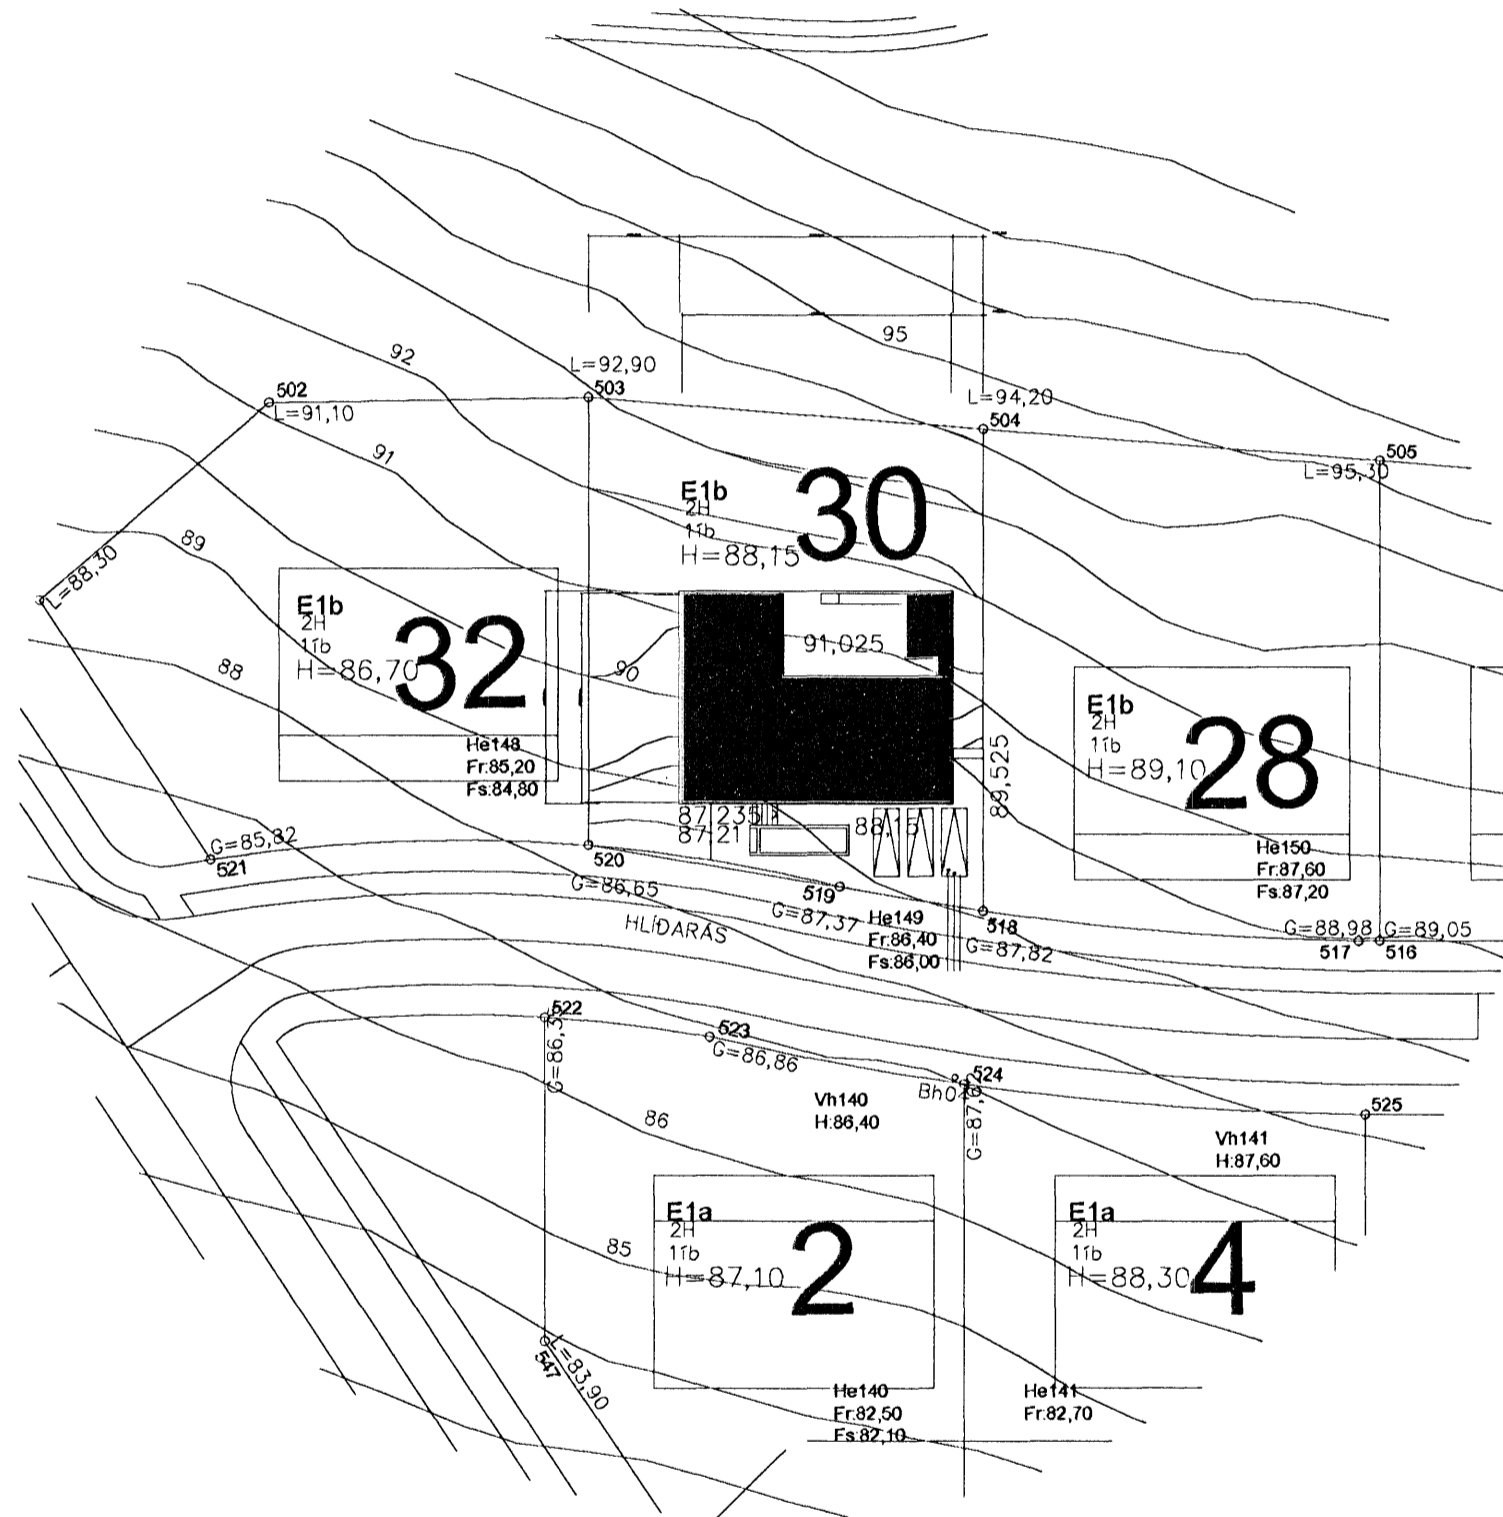 95
92
L=92,90
503
502
L=91,10
L=94,20
504
505
L=95,30
91
E1b
2H
1íb
H=88,15
30
89
L=88,30
E1b
2H
1íb
H=86,70
32
88
90
91,025
He148
Fr:85,20
Fs:84,80
89,525
E1b
2H
1íb
H=89,10
28
87,235
87,21
88,15
G=85,82
521
520
G=86,65
519
G=87,37
HLÍÐARÁS
He149
Fr:86,40
Fs:86,00
518
G=87,82
He150
Fr:87,60
Fs:87,20
G=88,98
517
G=89,05
516
522
523
G=86,86
524
525
86
Vh140
H:86,40
Vh141
H:87,60
E1a
2H
1íb
H=87,10
2
85
E1a
2H
1íb
H=88,30
4
547
L=83,90
He140
Fr:82,50
Fs:82,10
He141
Fr:82,70